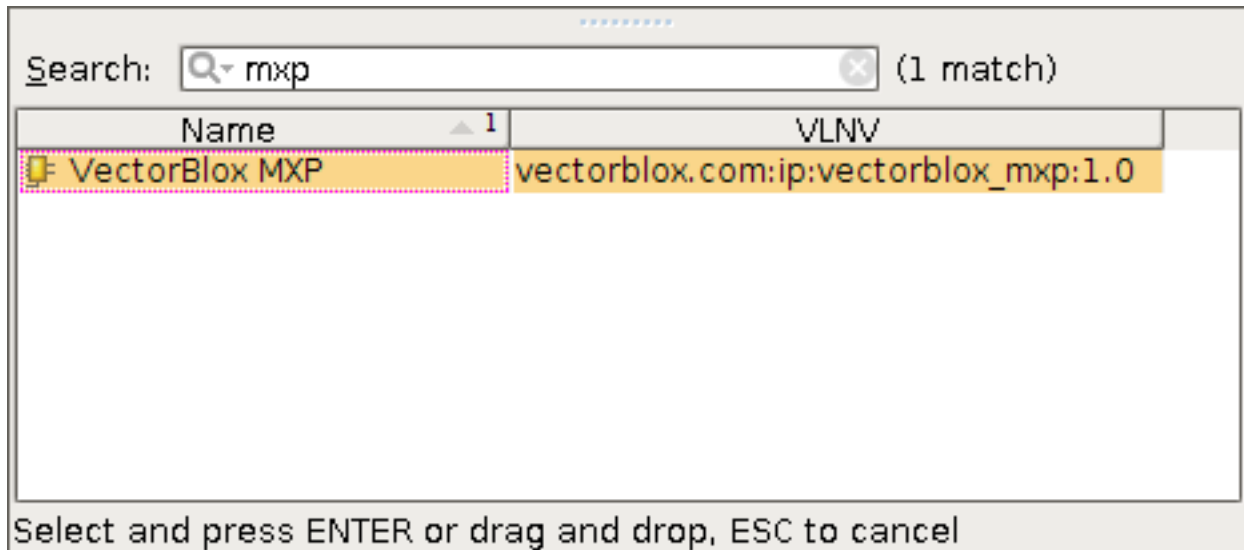 Search: mxp (1 match)
Name 1 VLNV
VectorBlox MXP vectorblox.com:ip:vectorblox_mxp:1.0
Select and press ENTER or drag and drop, ESC to cancel